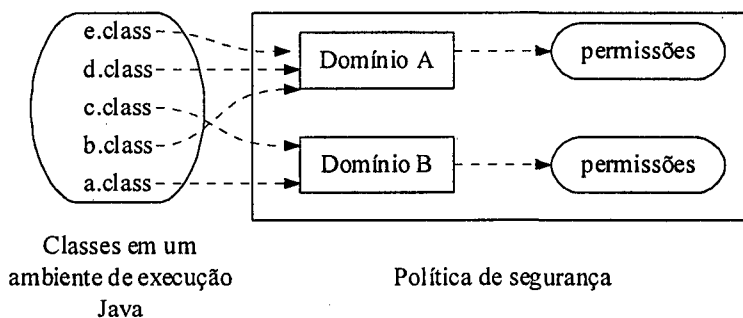 e.class
d.class
c.class
b.class
a.class
Domínio A
permissões
Domínio B
permissões
Classes em um
ambiente de execução
Java
Política de segurança